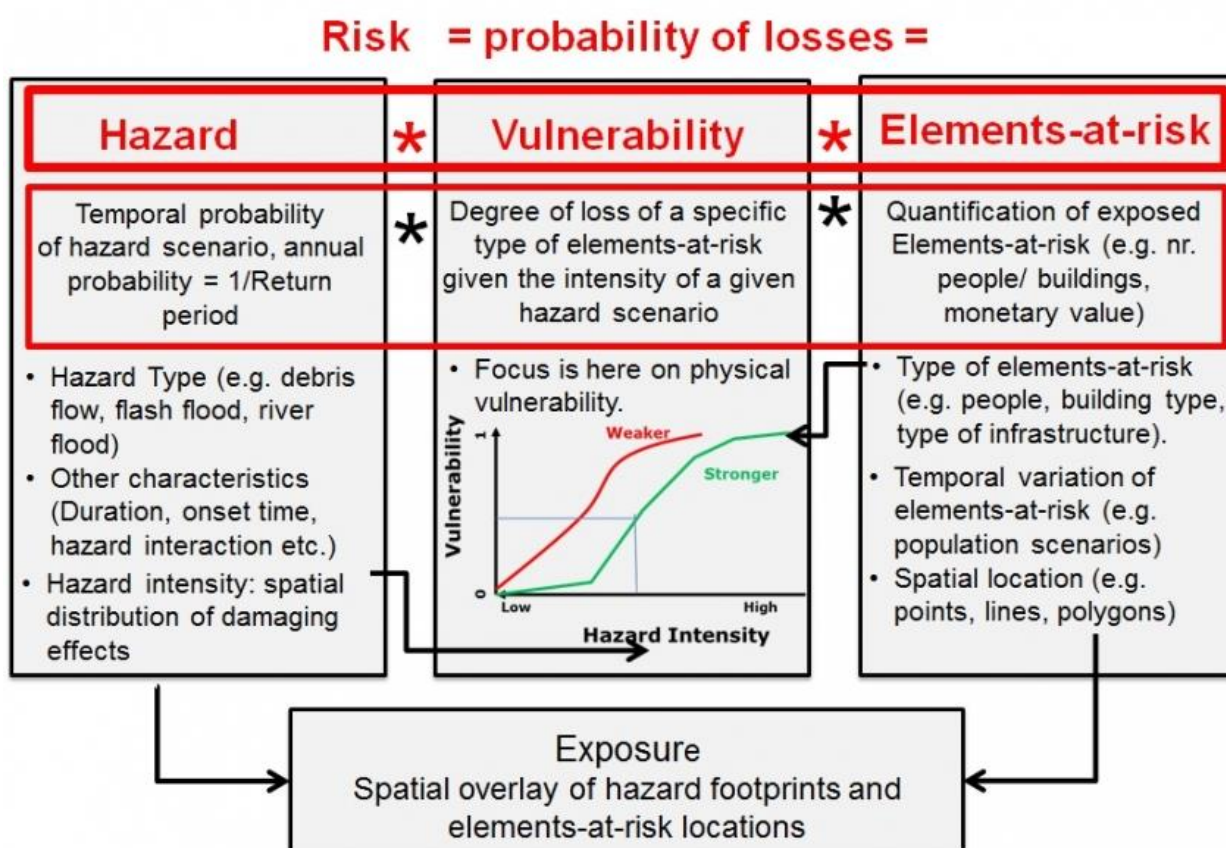 Risk = probability of losses =
Hazard * Vulnerability * Elements-at-risk
Temporal probability
of hazard scenario, annual
probability = 1/Return
period
*
Degree of loss of a specific
type of elements-at-risk
given the intensity of a given
hazard scenario
*
Quantification of exposed
Elements-at-risk (e.g. nr.
people/ buildings,
monetary value)
• Hazard Type (e.g. debris
flow, flash flood, river
flood)
• Other characteristics
(Duration, onset time,
hazard interaction etc.)
• Hazard intensity: spatial
distribution of damaging
effects
• Focus is here on physical
vulnerability.
Vulnerability
1
0
Weaker
Stronger
Low
High
Hazard Intensity
• Type of elements-at-risk
(e.g. people, building type,
type of infrastructure).
• Temporal variation of
elements-at-risk (e.g.
population scenarios)
• Spatial location (e.g.
points, lines, polygons)
Exposure
Spatial overlay of hazard footprints and
elements-at-risk locations